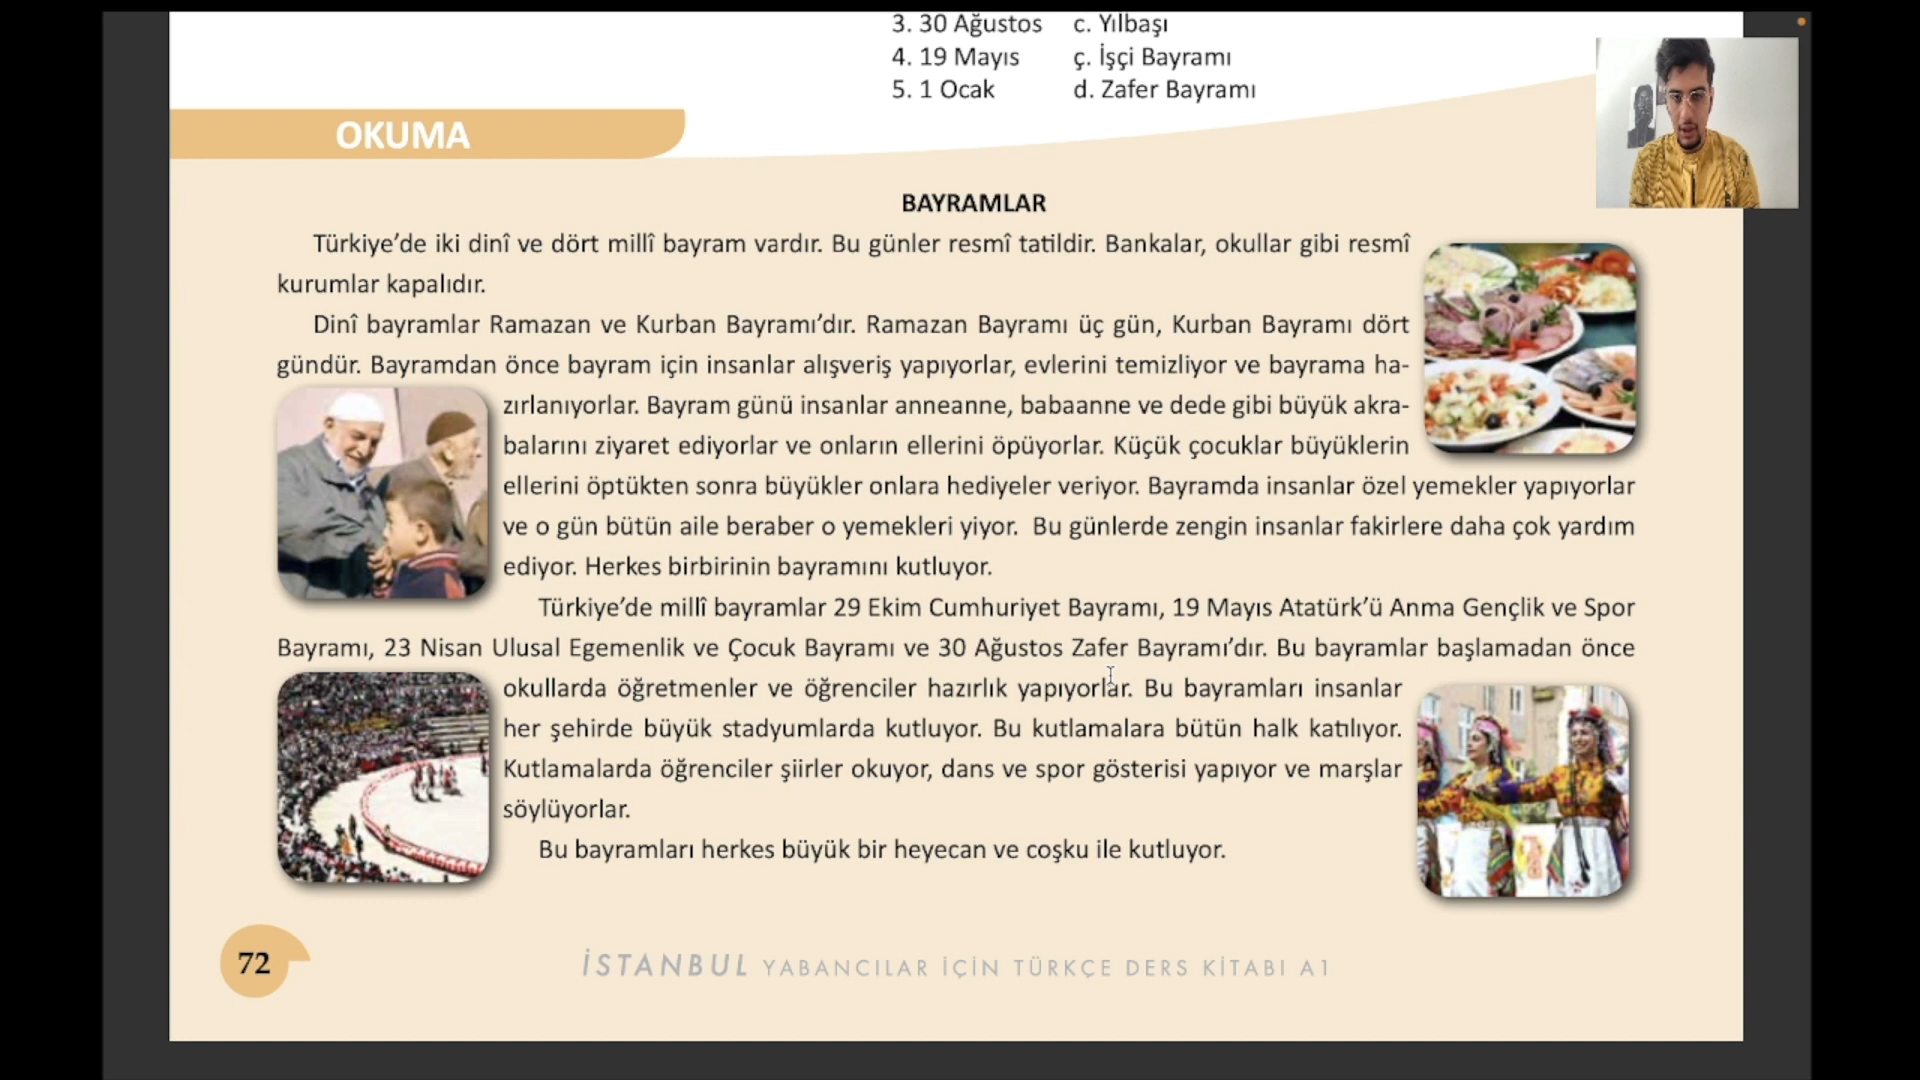 3. 30 Ağustos c. Yılbaşı
4. 19 Mayıs ç. İşçi Bayramı
5. 1 Ocak d. Zafer Bayramı
OKUMA
BAYRAMLAR
Türkiye’de iki dinî ve dört millî bayram vardır. Bu günler resmî tatildir. Bankalar, okullar gibi resmî
kurumlar kapalıdır.
Dinî bayramlar Ramazan ve Kurban Bayramı’dır. Ramazan Bayramı üç gün, Kurban Bayramı dört
gündür. Bayramdan önce bayram için insanlar alışveriş yapıyorlar, evlerini temizliyor ve bayrama ha-
zırlanıyorlar. Bayram günü insanlar anneanne, babaanne ve dede gibi büyük akra-
balarını ziyaret ediyorlar ve onların ellerini öpüyorlar. Küçük çocuklar büyüklerin
ellerini öptükten sonra büyükler onlara hediyeler veriyor. Bayramda insanlar özel yemekler yapıyorlar
ve o gün bütün aile beraber o yemekleri yiyor. Bu günlerde zengin insanlar fakirlere daha çok yardım
ediyor. Herkes birbirinin bayramını kutluyor.
Türkiye’de millî bayramlar 29 Ekim Cumhuriyet Bayramı, 19 Mayıs Atatürk’ü Anma Gençlik ve Spor
Bayramı, 23 Nisan Ulusal Egemenlik ve Çocuk Bayramı ve 30 Ağustos Zafer Bayramı’dır. Bu bayramlar başlamadan önce
okullarda öğretmenler ve öğrenciler hazırlık yapıyorlar. Bu bayramları insanlar
her şehirde büyük stadyumlarda kutluyor. Bu kutlamalara bütün halk katılıyor.
Kutlamalarda öğrenciler şiirler okuyor, dans ve spor gösterisi yapıyor ve marşlar
söylüyorlar.
Bu bayramları herkes büyük bir heyecan ve coşku ile kutluyor.
72
İSTANBUL YABANCILAR İÇİN TÜRKÇE DERS KİTABI A1